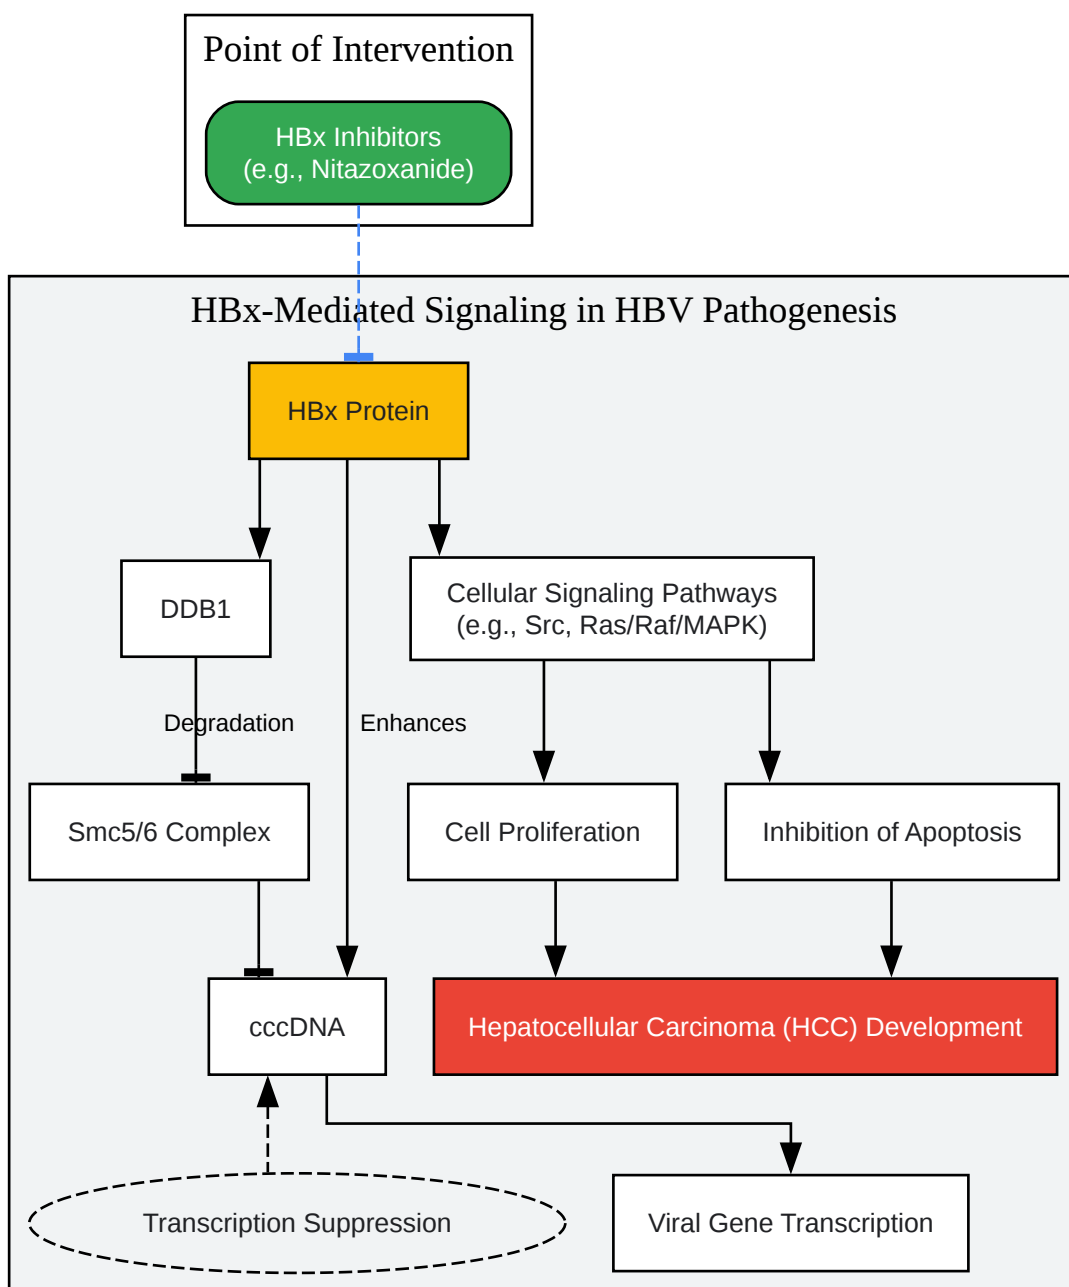 Point of Intervention
HBx Inhibitors
(e.g., Nitazoxanide)
HBx-Mediated Signaling in HBV Pathogenesis
HBx Protein
DDB1
Cellular Signaling Pathways
(e.g., Src, Ras/Raf/MAPK)
Degradation
Enhances
Smc5/6 Complex
Cell Proliferation
Inhibition of Apoptosis
cccDNA
Hepatocellular Carcinoma (HCC) Development
Transcription Suppression
Viral Gene Transcription